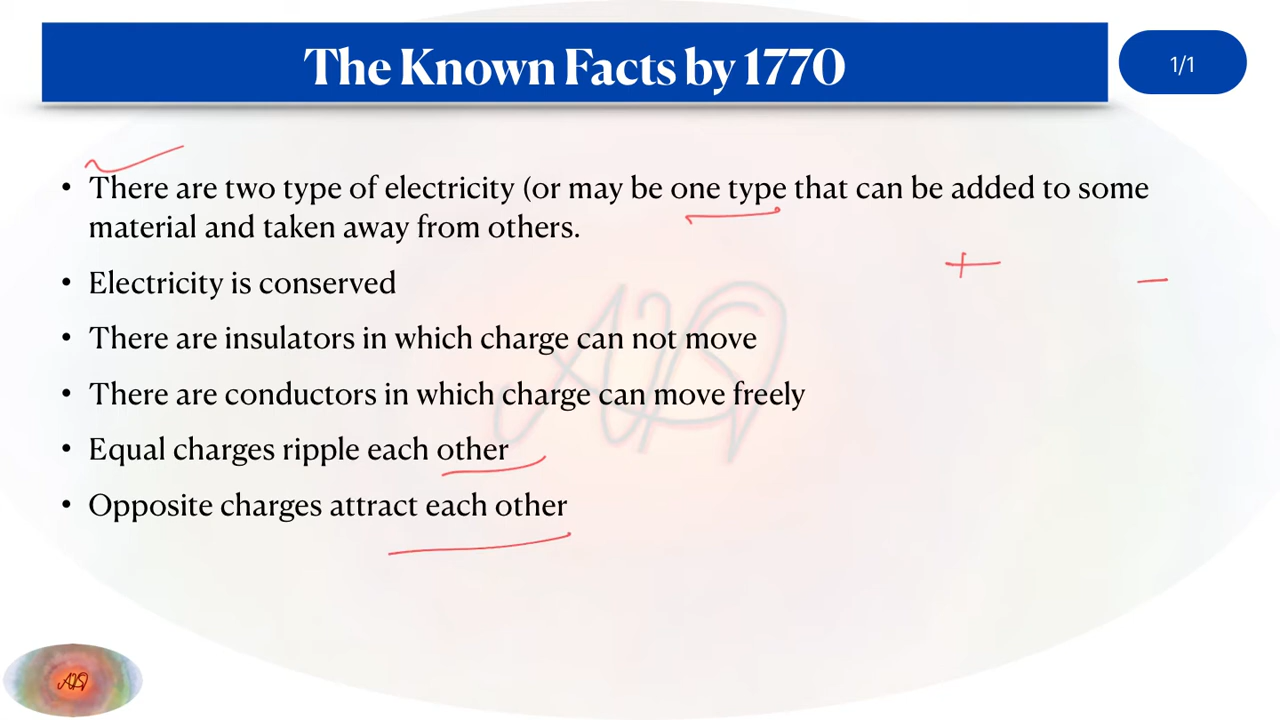 The Known Facts by 1770
1/1
• There are two type of electricity (or may be one type that can be added to some
material and taken away from others.
+ −
• Electricity is conserved
• There are insulators in which charge can not move
• There are conductors in which charge can move freely
• Equal charges ripple each other
• Opposite charges attract each other